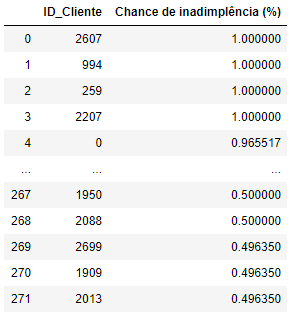 ID_Cliente Chance de inadimplência (%)
0 2607 1.000000
1 994 1.000000
2 259 1.000000
3 2207 1.000000
4 0 0.965517
... ... ...
267 1950 0.500000
268 2088 0.500000
269 2699 0.496350
270 1909 0.496350
271 2013 0.496350